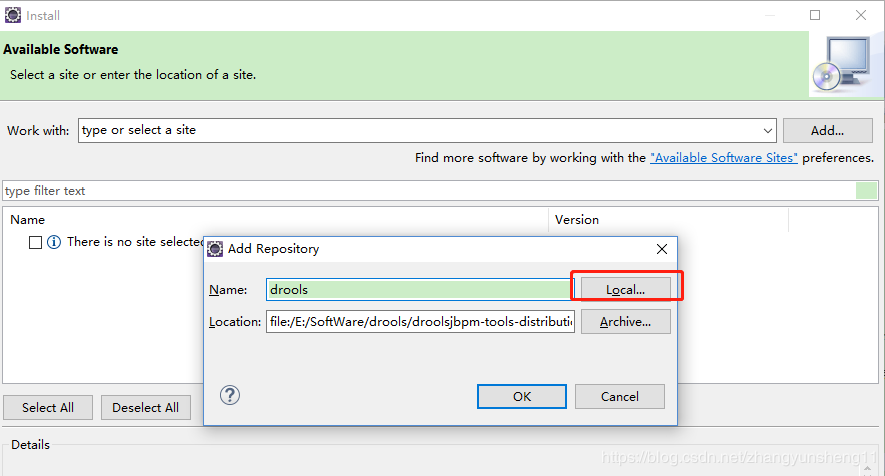 Install
Available Software
Select a site or enter the location of a site.
Work with: type or select a site Add...
Find more software by working with the "Available Software Sites" preferences.
type filter text
Name Version
There is no site selected
Add Repository
Name: drools Local...
Location: file:/E:/SoftWare/drools/droolsjbpm-tools-distributi Archive...
? OK Cancel
Select All Deselect All
Details
https://blog.csdn.net/zhangyunsheng11